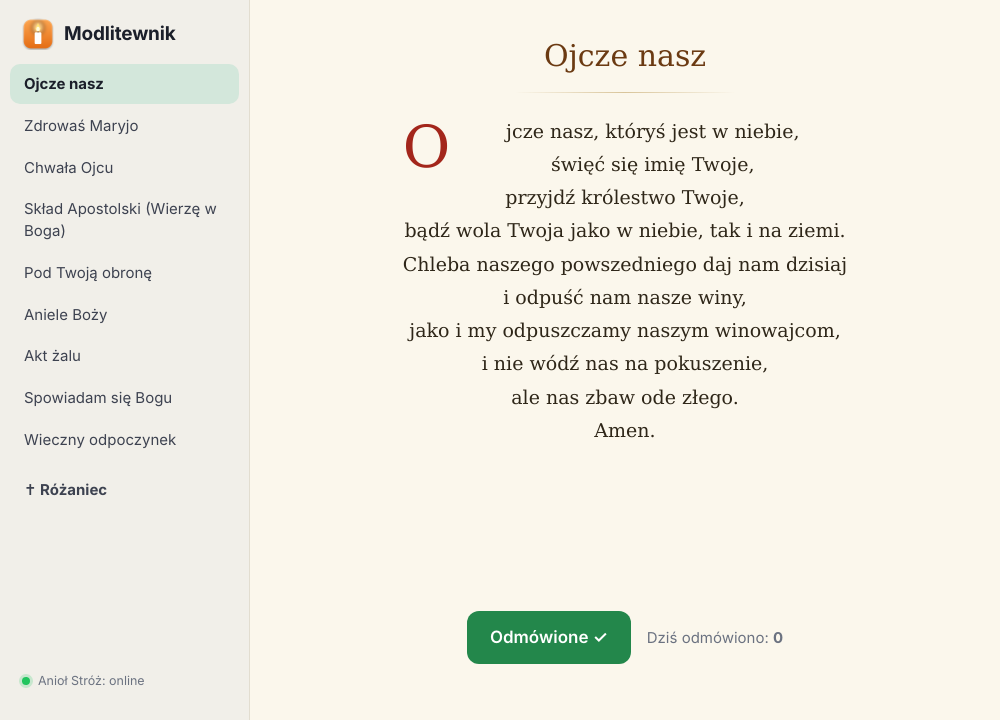 Modlitewnik
Ojcze nasz
Zdrowaś Maryjo
Chwała Ojcu
Skład Apostolski (Wierzę w
Boga)
Pod Twoją obronę
Aniele Boży
Akt żalu
Spowiadam się Bogu
Wieczny odpoczynek
✝ Różaniec
Anioł Stróż: online
Ojcze nasz
Ojcze nasz, któryś jest w niebie,
święć się imię Twoje,
przyjdź królestwo Twoje,
bądź wola Twoja jako w niebie, tak i na ziemi.
Chleba naszego powszedniego daj nam dzisiaj
i odpuść nam nasze winy,
jako i my odpuszczamy naszym winowajcom,
i nie wódź nas na pokuszenie,
ale nas zbaw ode złego.
Amen.
Odmówione ✓
Dziś odmówiono: 0